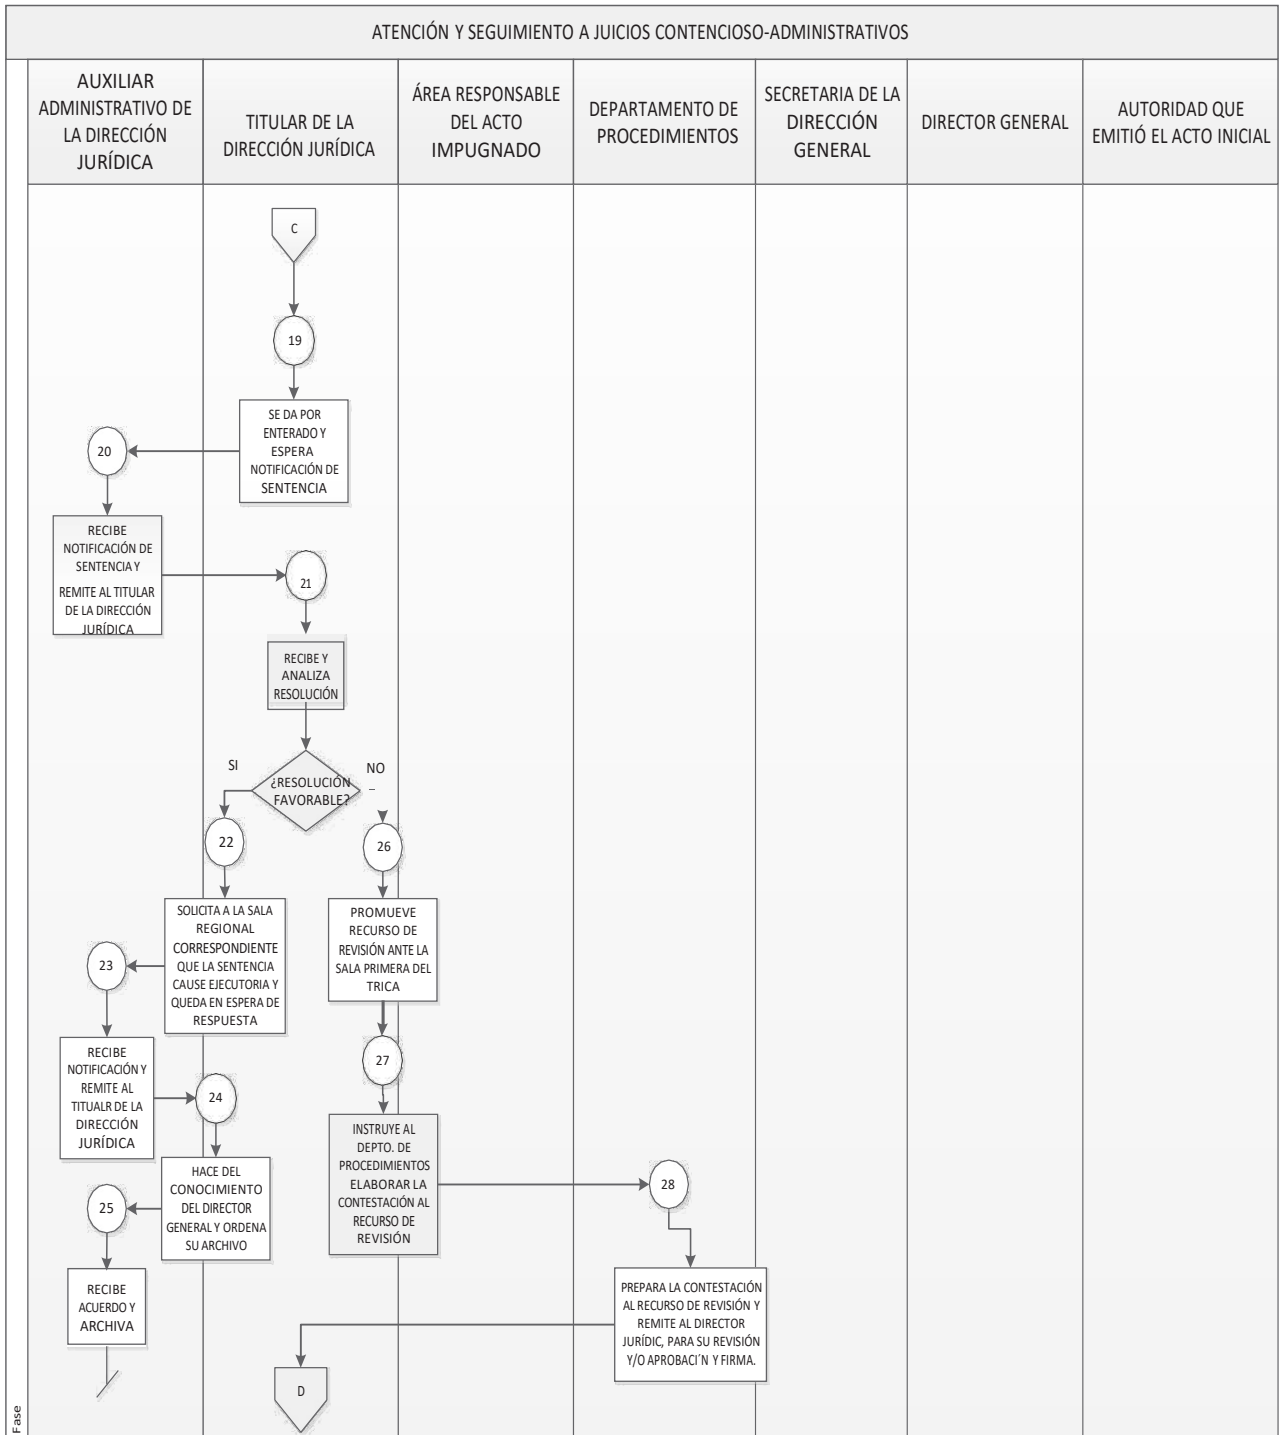 ATENCIÓN Y SEGUIMIENTO A JUICIOS CONTENCIOSO-ADMINISTRATIVOS
AUXILIAR
ADMINISTRATIVO DE
LA DIRECCIÓN
JURÍDICA
TITULAR DE LA
DIRECCIÓN JURÍDICA
ÁREA RESPONSABLE
DEL ACTO
IMPUGNADO
DEPARTAMENTO DE
PROCEDIMIENTOS
SECRETARIA DE LA
DIRECCIÓN
GENERAL
DIRECTOR GENERAL
AUTORIDAD QUE
EMITIÓ EL ACTO INICIAL
C
19
SE DA POR
ENTERADO Y
ESPERA
NOTIFICACIÓN DE
SENTENCIA
20
RECIBE
NOTIFICACIÓN DE
SENTENCIA Y
REMITE AL TITULAR
DE LA DIRECCIÓN
JURÍDICA
21
RECIBE Y
ANALIZA
RESOLUCIÓN
¿RESOLUCIÓN
FAVORABLE?
SI
NO
22
SOLICITA A LA SALA
REGIONAL
CORRESPONDIENTE
QUE LA SENTENCIA
CAUSE EJECUTORIA Y
QUEDA EN ESPERA DE
RESPUESTA
23
RECIBE
NOTIFICACIÓN Y
REMITE AL
TITUALR DE LA
DIRECCIÓN
JURÍDICA
24
HACE DEL
CONOCIMIENTO
DEL DIRECTOR
GENERAL Y ORDENA
SU ARCHIVO
25
RECIBE
ACUERDO Y
ARCHIVA
26
PROMUEVE
RECURSO DE
REVISIÓN ANTE LA
SALA PRIMERA DEL
TRICA
27
INSTRUYE AL
DEPTO. DE
PROCEDIMIENTOS
ELABORAR LA
CONTESTACIÓN AL
RECURSO DE
REVISIÓN
28
PREPARA LA CONTESTACIÓN
AL RECURSO DE REVISIÓN Y
REMITE AL DIRECTOR
JURÍDIC, PARA SU REVISIÓN
Y/O APROBACI´N Y FIRMA.
D
Fase